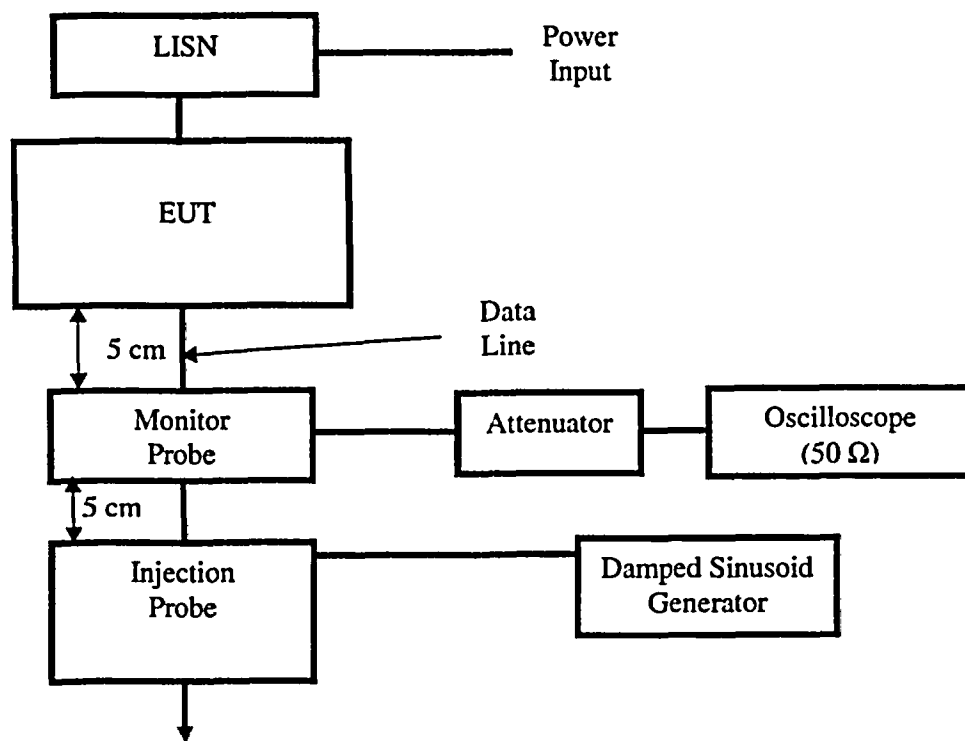 LISN
Power
Input
EUT
5 cm
Data
Line
Monitor
Probe
Attenuator
Oscilloscope
(50 Ω)
5 cm
Injection
Probe
Damped Sinusoid
Generator